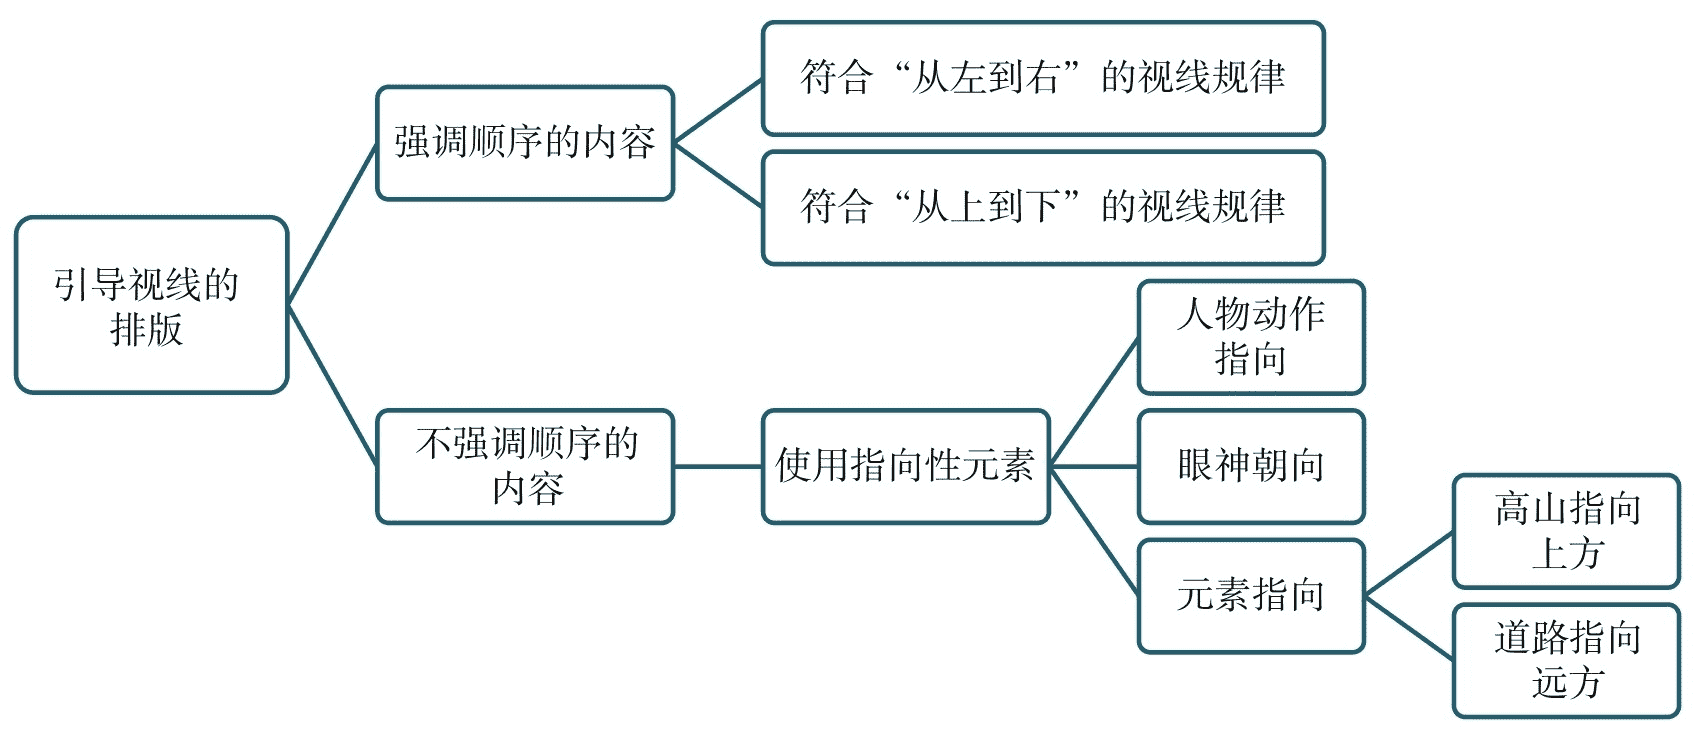 引导视线的
排版
强调顺序的内容
符合“从左到右”的视线规律
符合“从上到下”的视线规律
不强调顺序的
内容
使用指向性元素
人物动作
指向
眼神朝向
元素指向
高山指向
上方
道路指向
远方